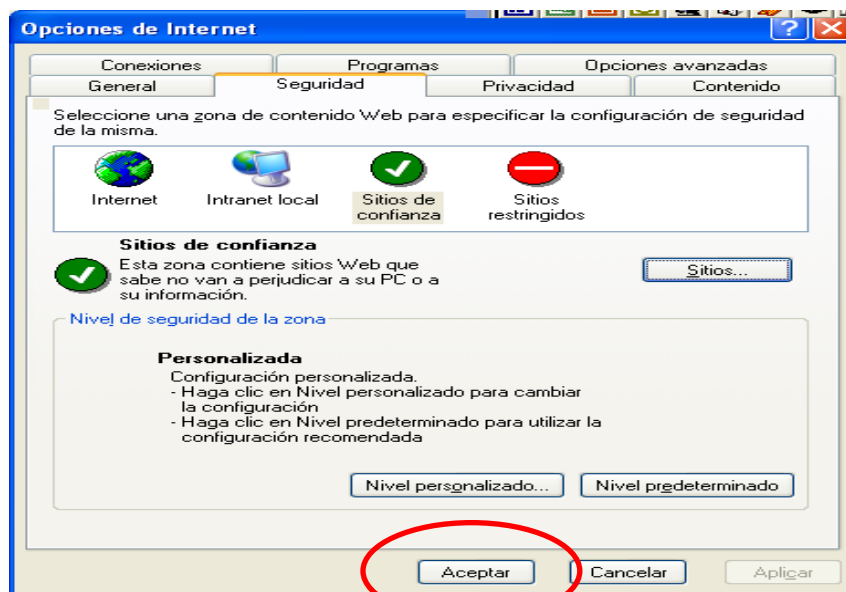 Opciones de Internet
Conexiones
Programas
Opciones avanzadas
General
Seguridad
Privacidad
Contenido
Seleccione una zona de contenido Web para especificar la configuración de seguridad
de la misma.
Internet
Intranet local
Sitios de
confianza
Sitios
restringidos
Sitios de confianza
Esta zona contiene sitios Web que
sabe no van a perjudicar a su PC o a
su información.
Sitios...
Nivel de seguridad de la zona
Personalizada
Configuración personalizada.
- Haga clic en Nivel personalizado para cambiar
la configuración
- Haga clic en Nivel predeterminado para utilizar la
configuración recomendada
Nivel personalizado...
Nivel predeterminado
Aceptar
Cancelar
Aplicar